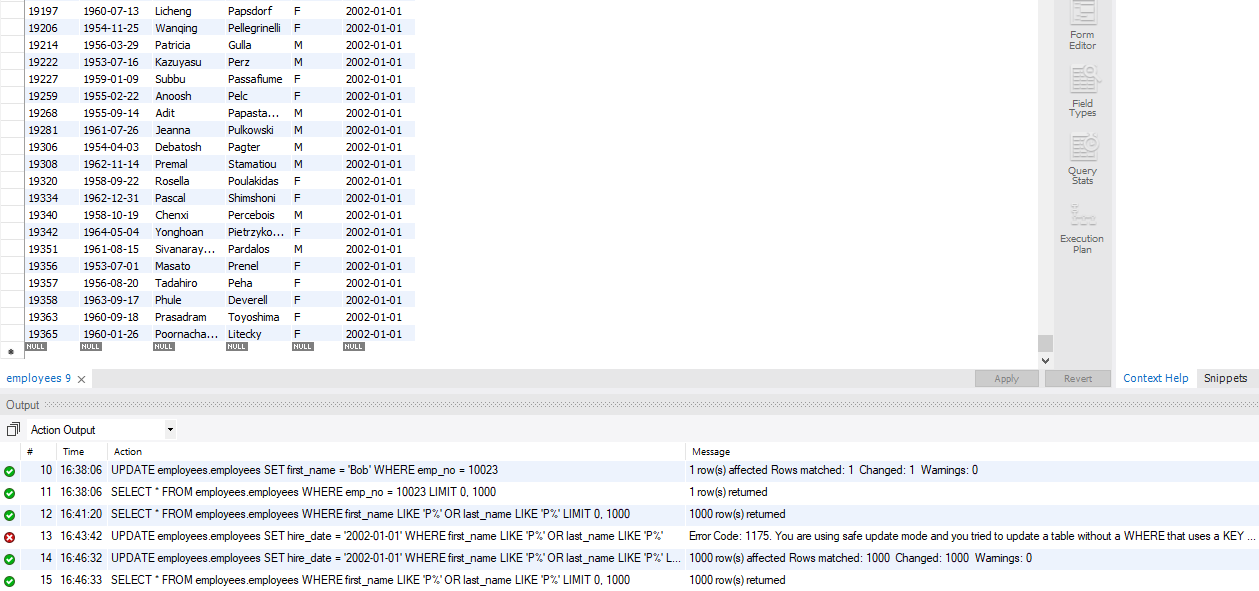 19197 1960-07-13 Licheng Papsdorf F 2002-01-01
19206 1954-11-25 Wanqing Pellegrinelli F 2002-01-01
19214 1956-03-29 Patricia Gulla M 2002-01-01
19222 1953-07-16 Kazuyasu Perz M 2002-01-01
19227 1959-01-09 Subbu Passafiume F 2002-01-01
19259 1955-02-22 Anoosh Pelc F 2002-01-01
19268 1955-09-14 Adit Papasta... M 2002-01-01
19281 1961-07-26 Jeanna Pulkowski M 2002-01-01
19306 1954-04-03 Debatosh Pagter M 2002-01-01
19308 1962-11-14 Premal Stamatiou M 2002-01-01
19320 1958-09-22 Rosella Poulakidas F 2002-01-01
19334 1962-12-31 Pascal Shimshoni F 2002-01-01
19340 1958-10-19 Chenxi Percebois M 2002-01-01
19342 1964-05-04 Yonghoan Pietrzyko... F 2002-01-01
19351 1961-08-15 Sivanaray... Pardalos M 2002-01-01
19356 1953-07-01 Masato Prenel F 2002-01-01
19357 1956-08-20 Tadahiro Peha F 2002-01-01
19358 1963-09-17 Phule Deverell F 2002-01-01
19363 1960-09-18 Prasadram Toyoshima F 2002-01-01
19365 1960-01-26 Poornacha... Litecky F 2002-01-01
NULL NULL NULL NULL NULL NULL
Form
Editor
Field
Types
Query
Stats
Execution
Plan
employees 9
Apply Revert
Context Help Snippets
Output
Action Output
# Time Action Message
10 16:38:06 UPDATE employees.employees SET first_name = 'Bob' WHERE emp_no = 10023 1 row(s) affected Rows matched: 1 Changed: 1 Warnings: 0
11 16:38:06 SELECT * FROM employees.employees WHERE emp_no = 10023 LIMIT 0, 1000 1 row(s) returned
12 16:41:20 SELECT * FROM employees.employees WHERE first_name LIKE 'P%' OR last_name LIKE 'P%' LIMIT 0, 1000 1000 row(s) returned
13 16:43:42 UPDATE employees.employees SET hire_date = '2002-01-01' WHERE first_name LIKE 'P%' OR last_name LIKE 'P%' Error Code: 1175. You are using safe update mode and you tried to update a table without a WHERE that uses a KEY ...
14 16:46:32 UPDATE employees.employees SET hire_date = '2002-01-01' WHERE first_name LIKE 'P%' OR last_name LIKE 'P%' L... 1000 row(s) affected Rows matched: 1000 Changed: 1000 Warnings: 0
15 16:46:33 SELECT * FROM employees.employees WHERE first_name LIKE 'P%' OR last_name LIKE 'P%' LIMIT 0, 1000 1000 row(s) returned